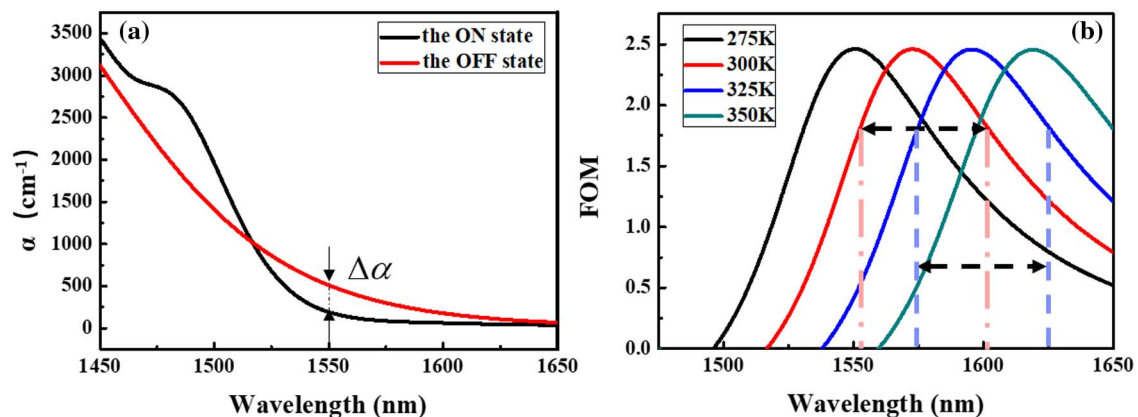 (a)
the ON state
the OFF state
α (cm⁻¹)
3500
3000
2500
2000
1500
1000
500
0
Δα
1450 1500 1550 1600 1650
Wavelength (nm)
(b)
275K
300K
325K
350K
FOM
2.5
2.0
1.5
1.0
0.5
0.0
1500 1550 1600 1650
Wavelength (nm)